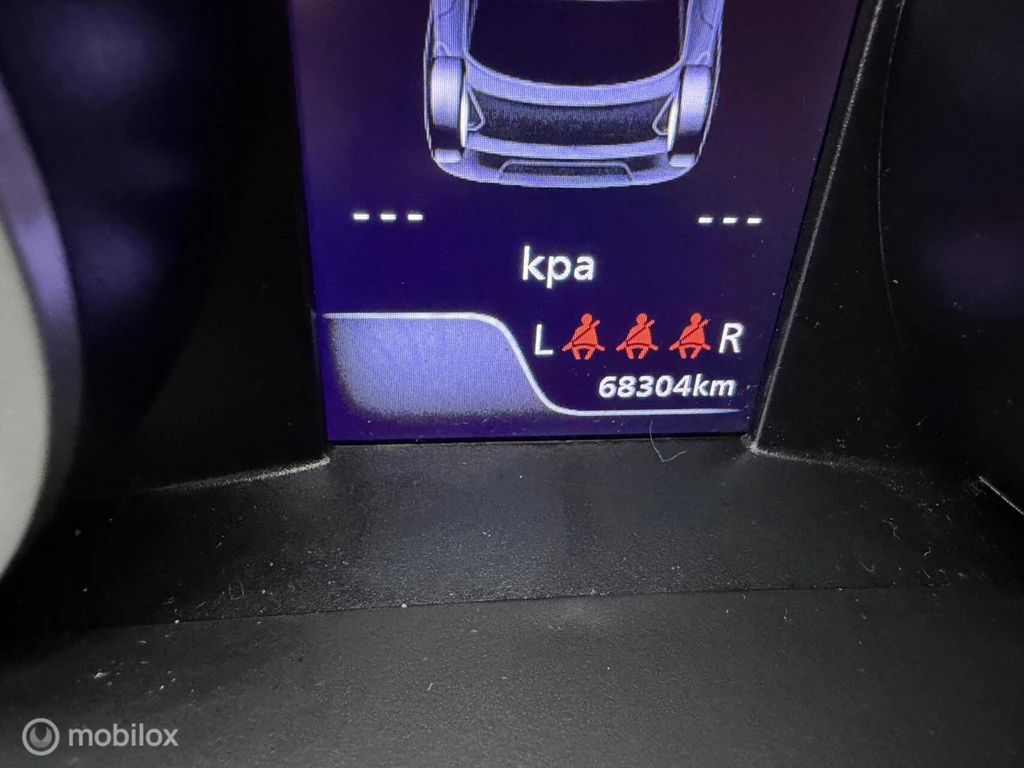 --- ---
kpa
L R
68304km
mobilox